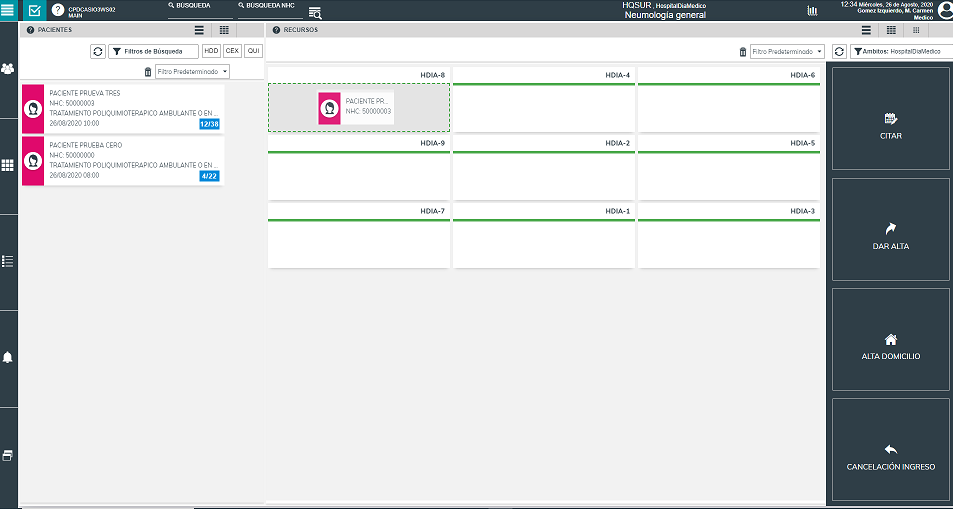 CPDCASIO3WS02
MAIN
BÚSQUEDA
BÚSQUEDA NHC
HQSUR , HospitalDiaMedico
Neumología general
12:34 Miércoles, 26 de Agosto, 2020
Gomez Izquierdo, M. Carmen
Medico
PACIENTES
RECURSOS
Filtros de Búsqueda
HDD
CEX
QUI
Filtro Predeterminado
Filtro Predeterminado
Ámbitos: HospitalDiaMedico
PACIENTE PRUEVA TRES
NHC: 50000003
TRATAMIENTO POLIQUIMIOTERAPICO AMBULANTE O EN ...
26/08/2020 10:00
12/38
PACIENTE PRUEBA CERO
NHC: 50000000
TRATAMIENTO POLIQUIMIOTERAPICO AMBULANTE O EN ...
26/08/2020 08:00
4/22
HDIA-8
HDIA-4
HDIA-6
PACIENTE PR...
NHC: 50000003
HDIA-9
HDIA-2
HDIA-5
HDIA-7
HDIA-1
HDIA-3
CITAR
DAR ALTA
ALTA DOMICILIO
CANCELACIÓN INGRESO